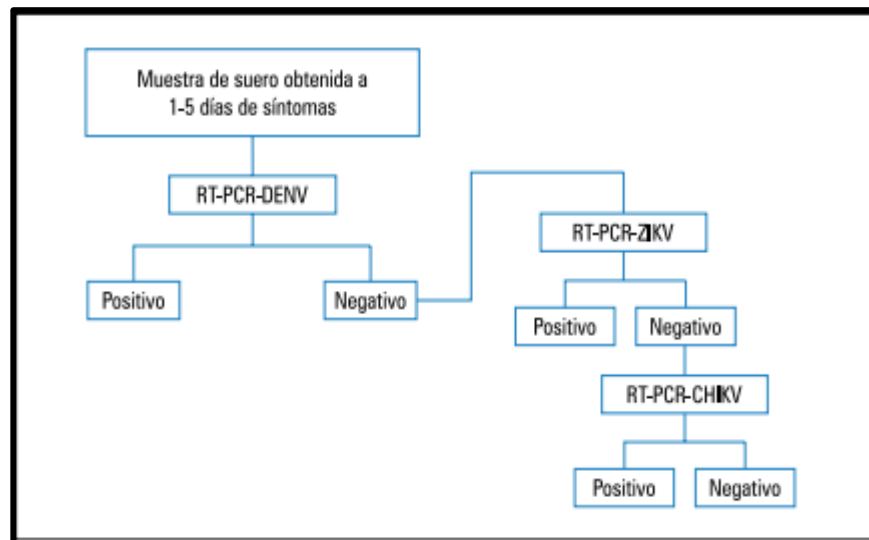 Muestra de suero obtenida a
1-5 días de síntomas
RT-PCR-DENV
Positivo
Negativo
RT-PCR-ZIKV
Positivo
Negativo
RT-PCR-CHIKV
Positivo
Negativo